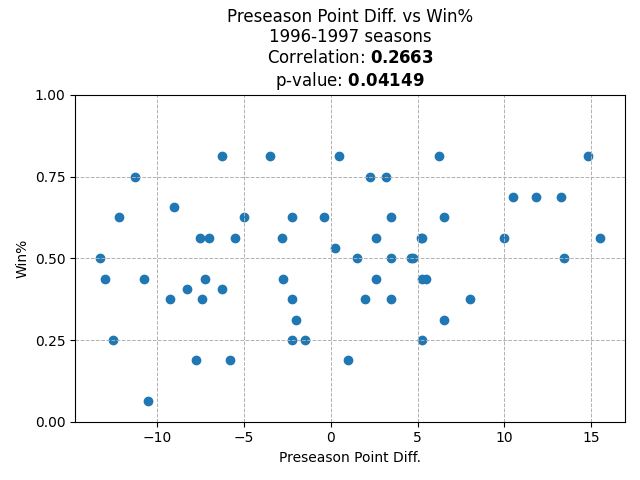 Preseason Point Diff. vs Win%
1996-1997 seasons
Correlation: 0.2663
p-value: 0.04149
1.00
0.75
0.50
0.25
0.00
Win%
−10
−5
0
5
10
15
Preseason Point Diff.